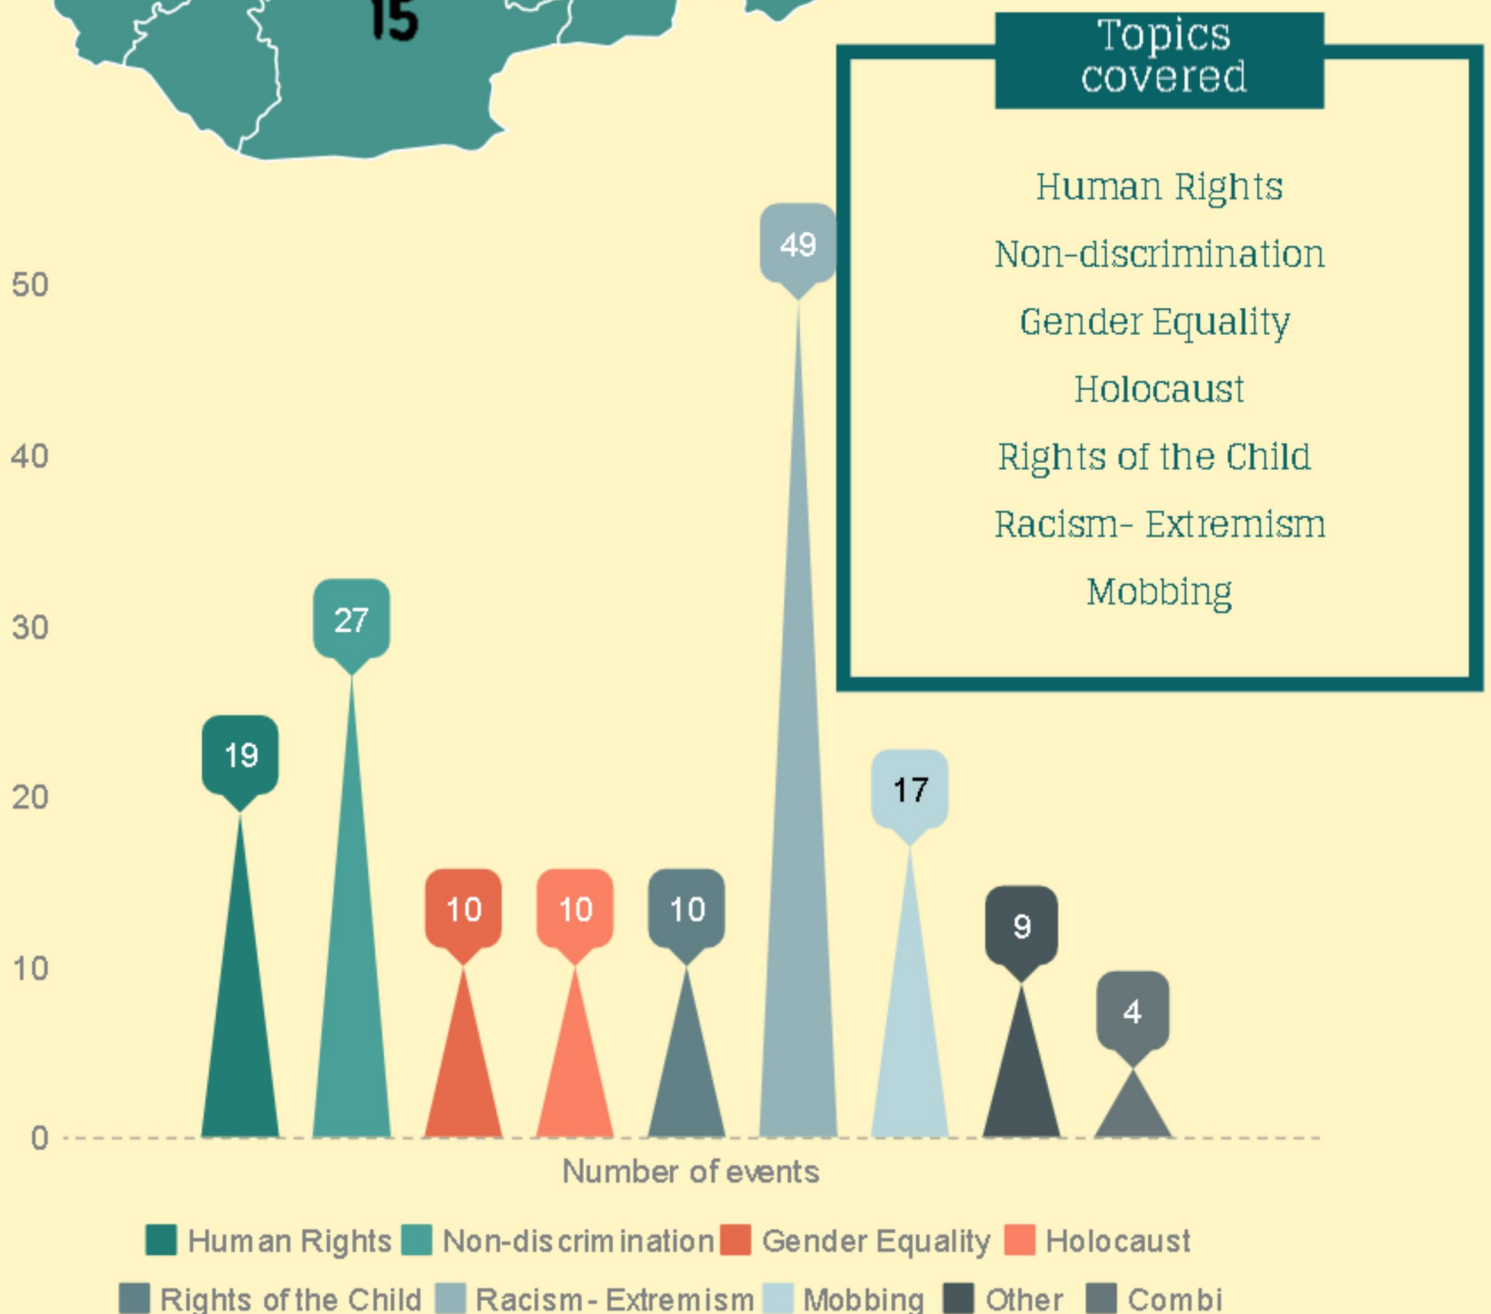 15
Topics
covered
Human Rights
Non-discrimination
Gender Equality
Holocaust
Rights of the Child
Racism- Extremism
Mobbing
50
40
30
20
10
0
19
27
10
10
10
49
17
9
4
Number of events
Human Rights Non-discrimination Gender Equality Holocaust
Rights of the Child Racism- Extremism Mobbing Other Combi